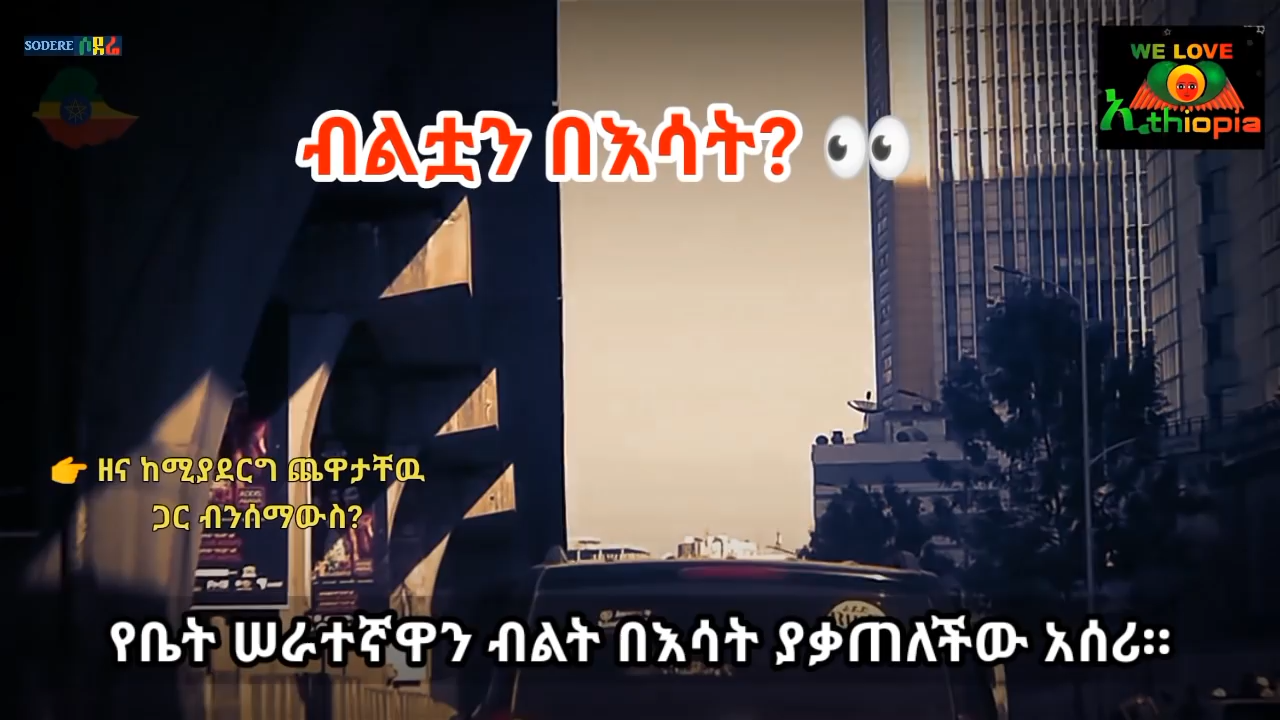 SODERE ሶደሬ
WE LOVE
ኢthiopia
ብልቷን በእሳት? 👀
👉 ዘና ከሚያደርግ ጨዋታቸዉ
ጋር ብንሰማውስ?
የቤት ሠራተኛዋን ብልት በእሳት ያቃጠለችው አሰሪ።